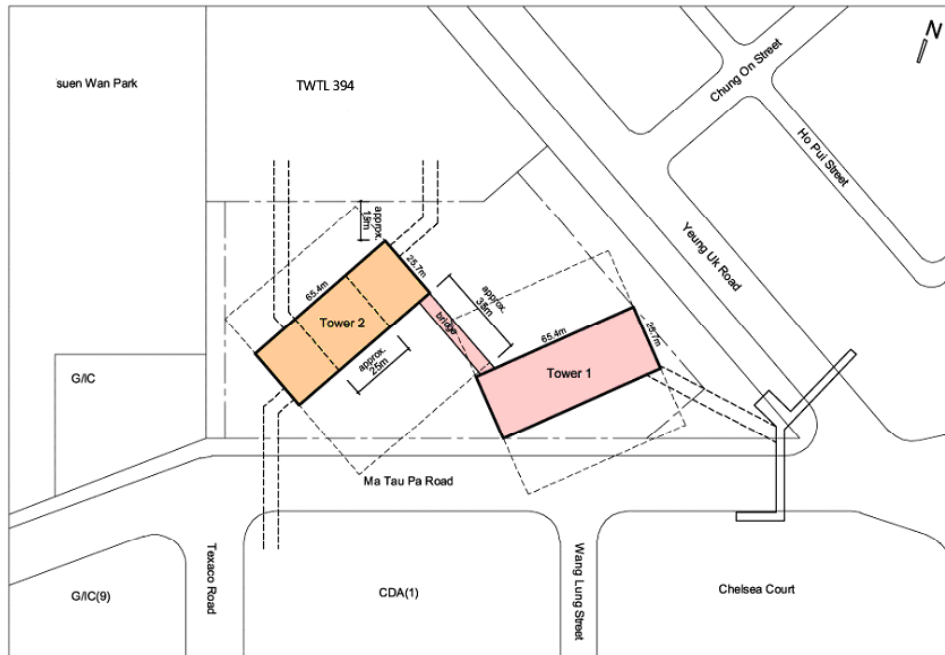 N
suen Wan Park
TWTL 394
Chung On Street
Ho Pui Street
approx.
13m
25.7m
65.4m
Yeung Uk Road
approx.
35m
Tower 2
bridge
65.4m
25.7m
approx.
25m
Tower 1
G/IC
Ma Tau Pa Road
Texaco Road
Wang Lung Street
G/IC(9)
CDA(1)
Chelsea Court